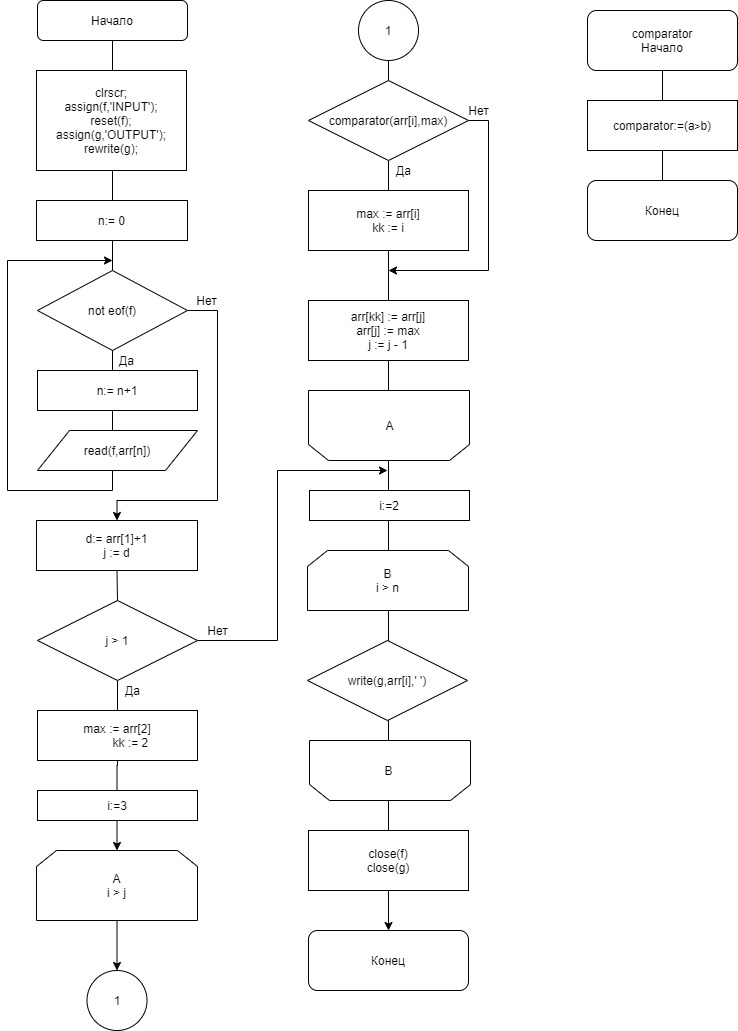 Начало
clrscr;
assign(f,'INPUT');
reset(f);
assign(g,'OUTPUT');
rewrite(g);
n:= 0
not eof(f)
Нет
Да
n:= n+1
read(f,arr[n])
d:= arr[1]+1
j := d
j > 1
Нет
Да
max := arr[2]
kk := 2
i:=3
A
i > j
1
1
comparator(arr[i],max)
Нет
Да
max := arr[i]
kk := i
arr[kk] := arr[j]
arr[j] := max
j := j - 1
A
i:=2
B
i > n
write(g,arr[i],' ')
B
close(f)
close(g)
Конец
comparator
Начало
comparator:=(a>b)
Конец